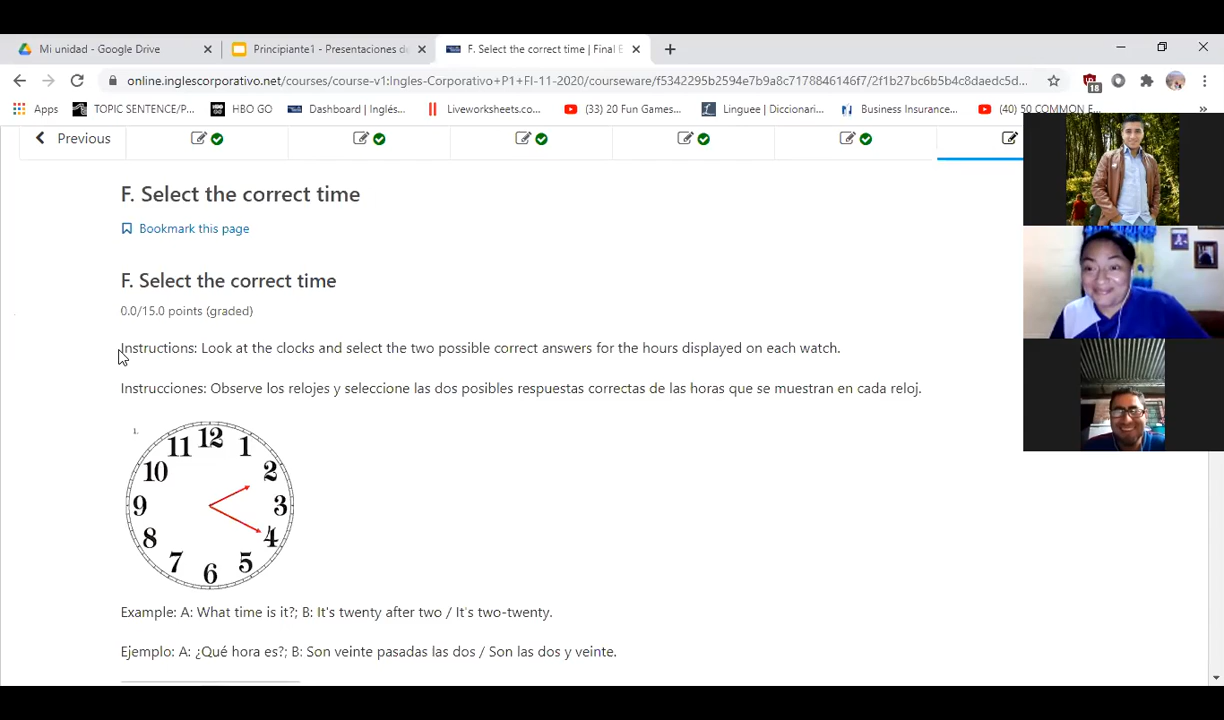 Mi unidad - Google Drive
Principiante1 - Presentaciones de
F. Select the correct time | Final E
online.inglescorporativo.net/courses/course-v1:Ingles-Corporativo+P1+FI-11-2020/courseware/f5342295b2594e7b9a8c7178846146f7/2f1b27bc6b5b4c8daedc5d...
18
Apps
TOPIC SENTENCE/P...
HBO GO
Dashboard | Inglés...
Liveworksheets.co...
(33) 20 Fun Games...
Linguee | Diccionari...
Business Insurance...
(40) 50 COMMON E...
»
Previous
F. Select the correct time
Bookmark this page
F. Select the correct time
0.0/15.0 points (graded)
Instructions: Look at the clocks and select the two possible correct answers for the hours displayed on each watch.
Instrucciones: Observe los relojes y seleccione las dos posibles respuestas correctas de las horas que se muestran en cada reloj.
1.
12
11 1
10 2
9 3
8 4
7 5
6
Example: A: What time is it?; B: It's twenty after two / It's two-twenty.
Ejemplo: A: ¿Qué hora es?; B: Son veinte pasadas las dos / Son las dos y veinte.